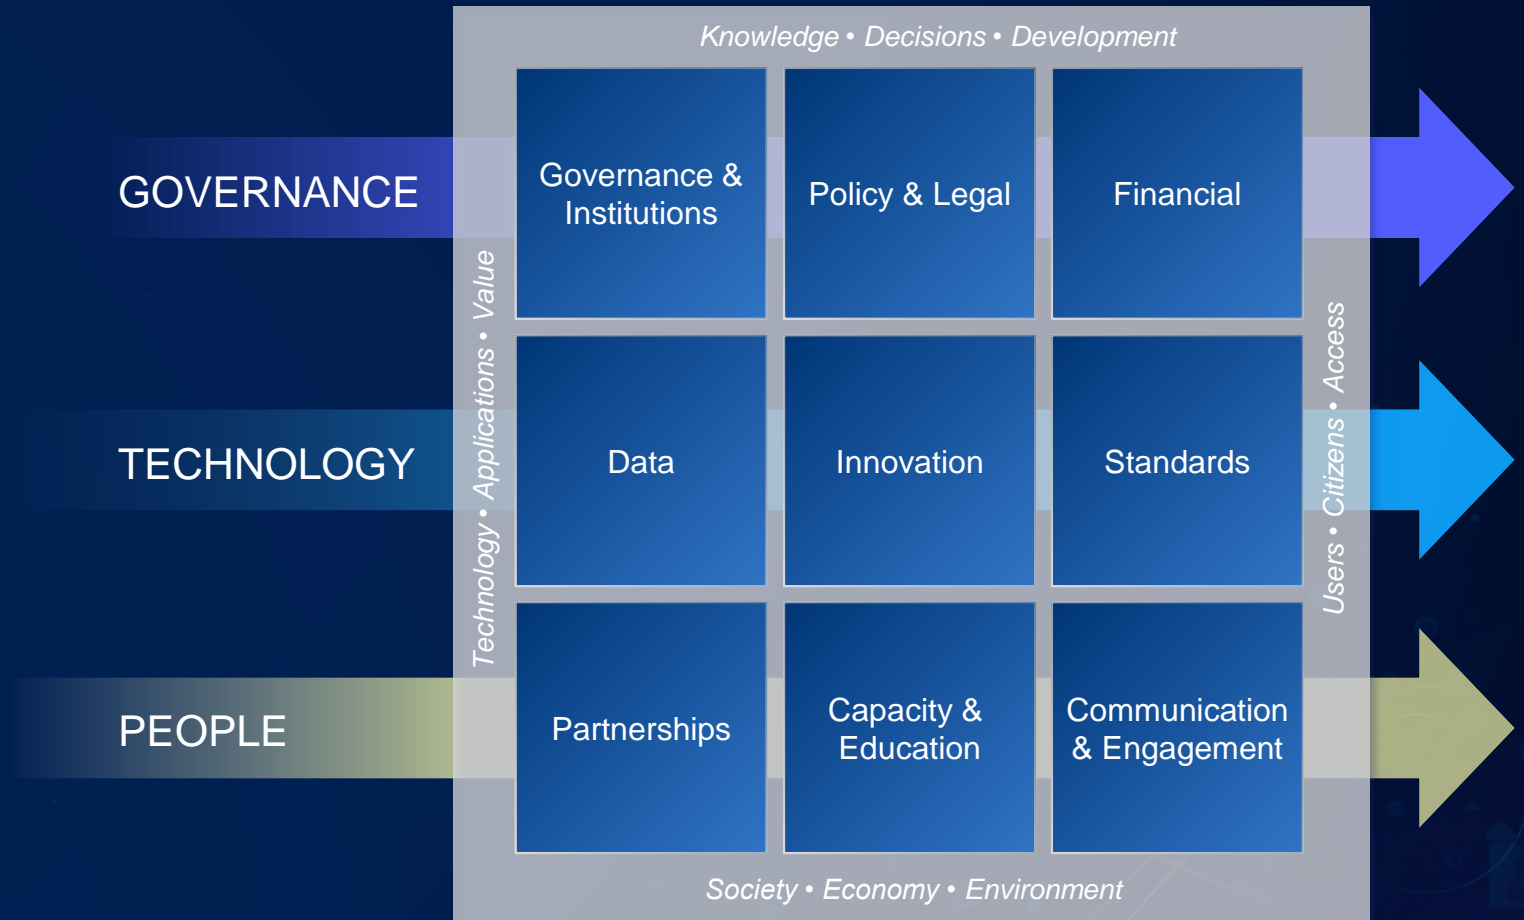 Knowledge • Decisions • Development
GOVERNANCE
Governance &
Institutions
Policy & Legal
Financial
Technology • Applications • Value
Users • Citizens • Access
TECHNOLOGY
Data
Innovation
Standards
PEOPLE
Partnerships
Capacity &
Education
Communication
& Engagement
Society • Economy • Environment